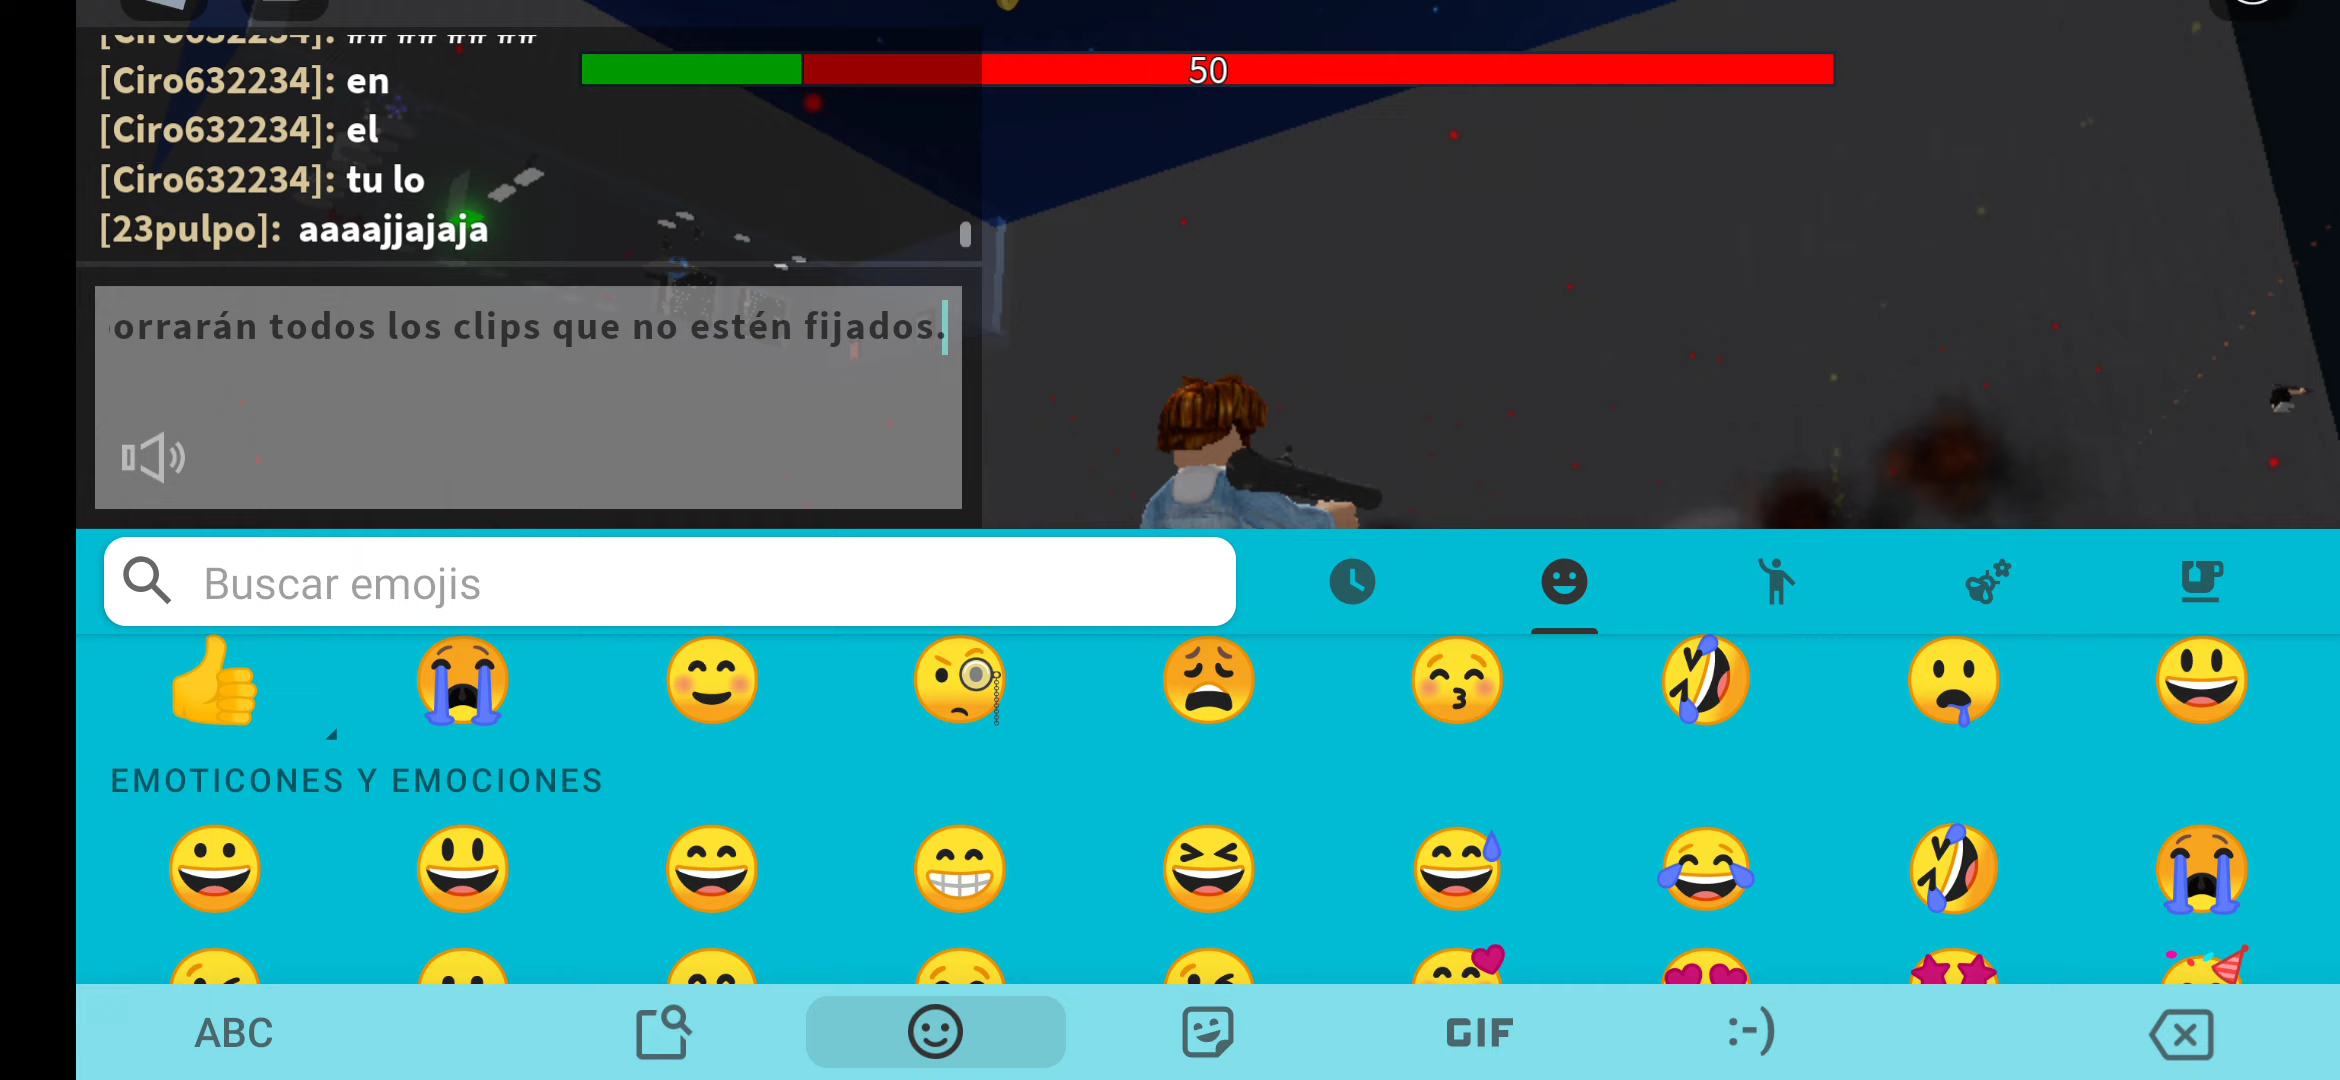 [Ciro632234]: ## ## ## ##
50
[Ciro632234]: en
[Ciro632234]: el
[Ciro632234]: tu lo
[23pulpo]: aaaajjajaja
orrarán todos los clips que no estén fijados.
Buscar emojis
EMOTICONES Y EMOCIONES
ABC
GIF
:-)